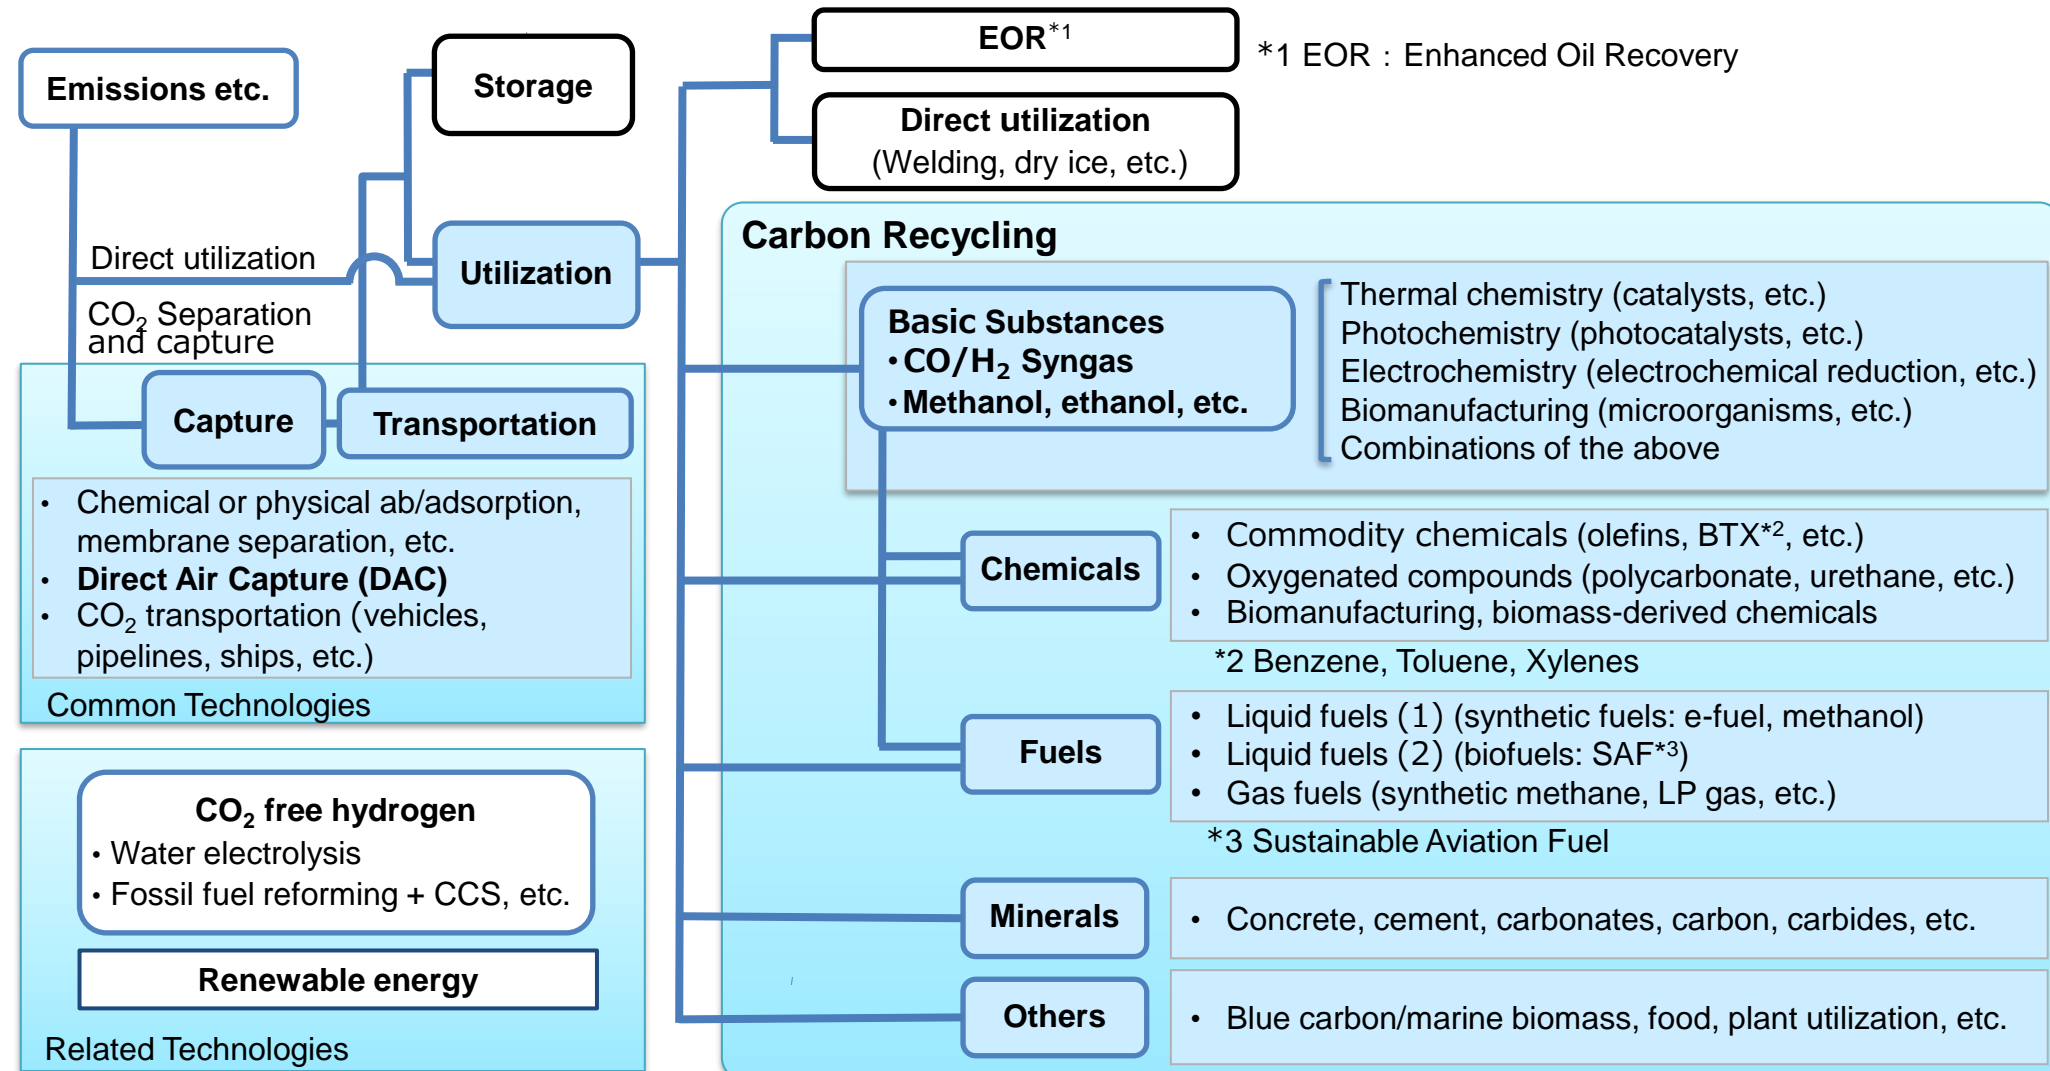 Emissions etc.
Storage
EOR*1
*1 EOR：Enhanced Oil Recovery
Direct utilization
(Welding, dry ice, etc.)
Utilization
Direct utilization
CO2 Separation
and capture
Capture
Transportation
• Chemical or physical ab/adsorption,
membrane separation, etc.
• Direct Air Capture (DAC)
• CO2 transportation (vehicles,
pipelines, ships, etc.)
Common Technologies
CO2 free hydrogen
・Water electrolysis
・Fossil fuel reforming + CCS, etc.
Renewable energy
Related Technologies
Carbon Recycling
Basic Substances
・CO/H2 Syngas
・Methanol, ethanol, etc.
Thermal chemistry (catalysts, etc.)
Photochemistry (photocatalysts, etc.)
Electrochemistry (electrochemical reduction, etc.)
Biomanufacturing (microorganisms, etc.)
Combinations of the above
Chemicals
• Commodity chemicals (olefins, BTX*2, etc.)
• Oxygenated compounds (polycarbonate, urethane, etc.)
• Biomanufacturing, biomass-derived chemicals
*2 Benzene, Toluene, Xylenes
Fuels
• Liquid fuels (1) (synthetic fuels: e-fuel, methanol)
• Liquid fuels (2) (biofuels: SAF*3)
• Gas fuels (synthetic methane, LP gas, etc.)
*3 Sustainable Aviation Fuel
Minerals
• Concrete, cement, carbonates, carbon, carbides, etc.
Others
• Blue carbon/marine biomass, food, plant utilization, etc.